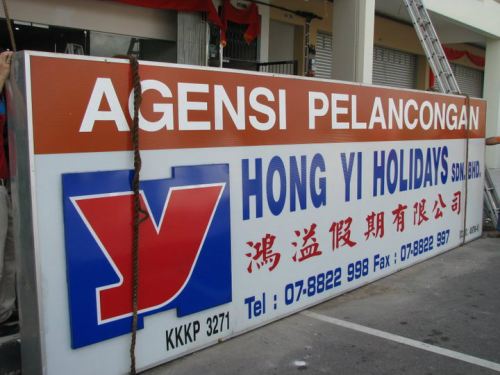 AGENSI PELANCONGAN
HONG YI HOLIDAYS SDN. BHD.
鴻溢假期有限公司
Tel : 07-8822 998 Fax : 07-8822 997
KKKP 3271